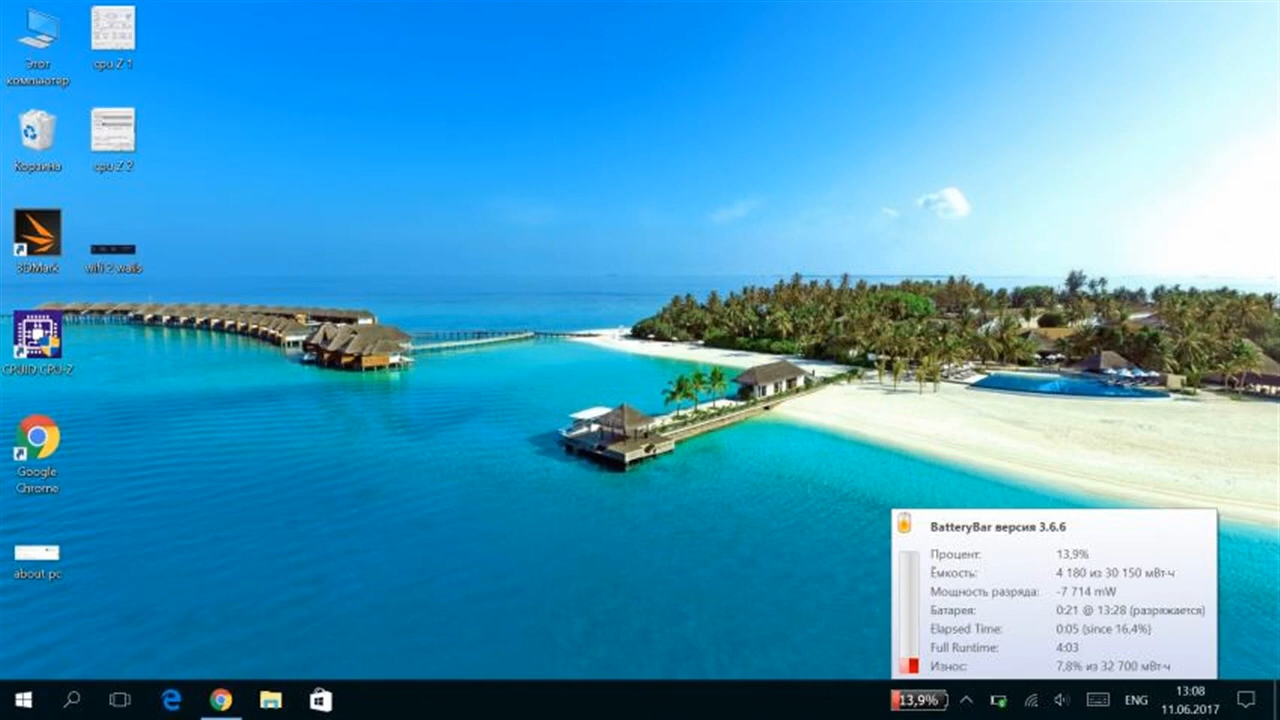 Этот
компьютер
cpu Z 1
Корзина
cpu Z 2
3DMark
wifi 2 walls
CPUID CPU-Z
Google
Chrome
about pc
BatteryBar версия 3.6.6
Процент: 13,9%
Ёмкость: 4 180 из 30 150 мВт·ч
Мощность разряда: -7 714 mW
Батарея: 0:21 @ 13:28 (разряжается)
Elapsed Time: 0:05 (since 16,4%)
Full Runtime: 4:03
Износ: 7,8% из 32 700 мВт·ч
13,9%
ENG
13:08
11.06.2017